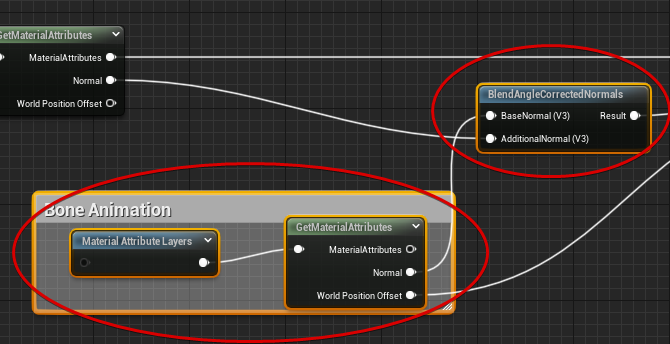 GetMaterialAttributes
MaterialAttributes
Normal
World Position Offset
BlendAngleCorrectedNormals
BaseNormal (V3)
Result
AdditionalNormal (V3)
Bone Animation
Material Attribute Layers
GetMaterialAttributes
MaterialAttributes
Normal
World Position Offset